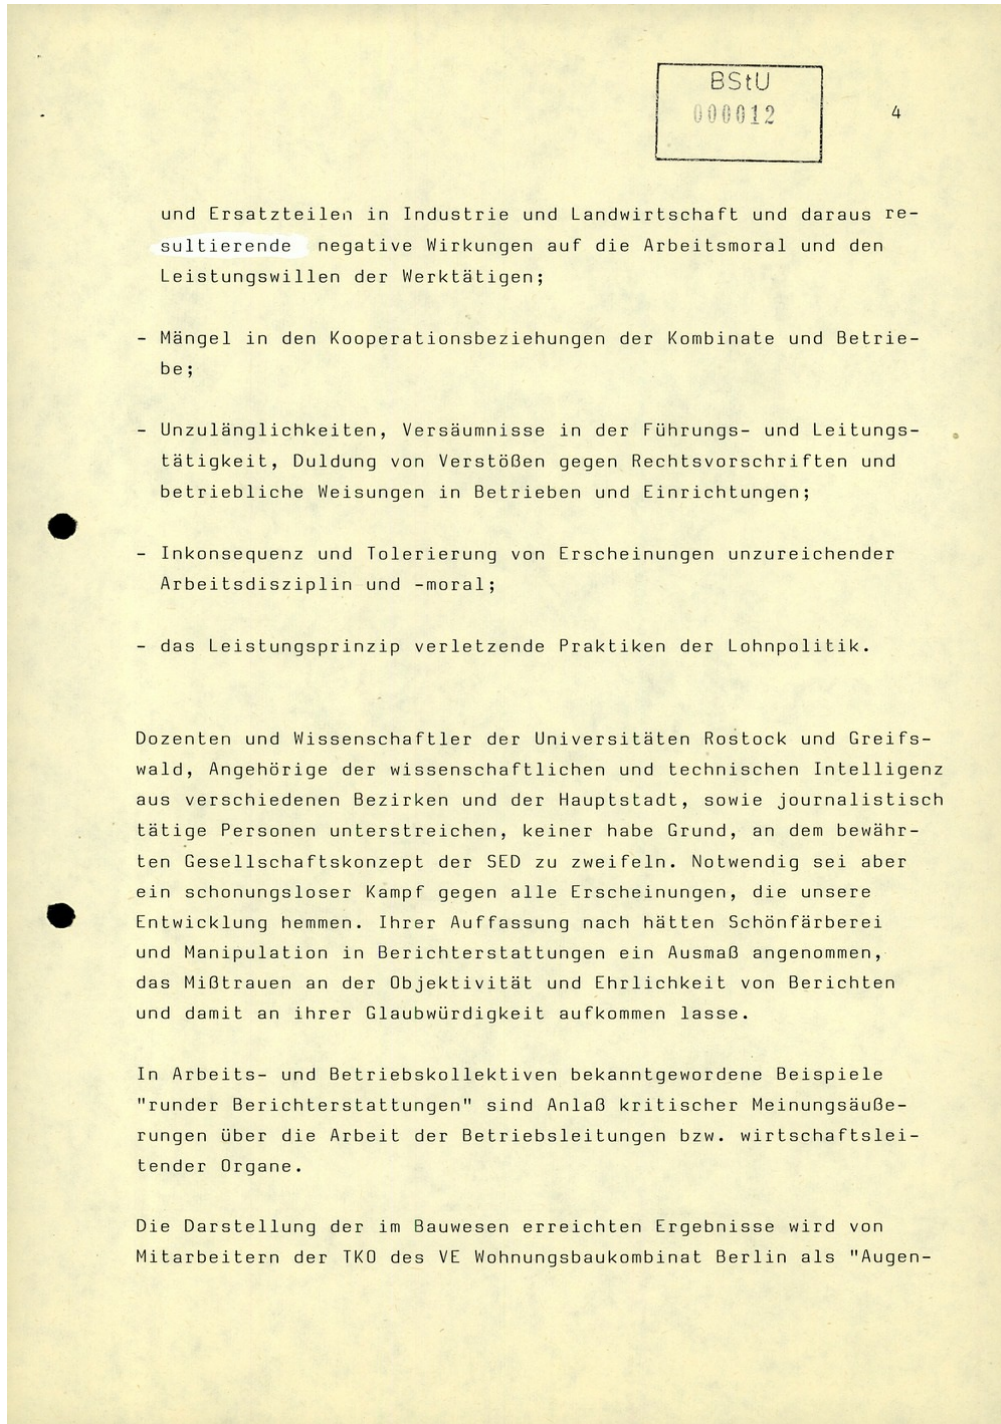 BStU
000012
4
und Ersatzteilen in Industrie und Landwirtschaft und daraus re-
sultierende negative Wirkungen auf die Arbeitsmoral und den
Leistungswillen der Werktätigen;
- Mängel in den Kooperationsbeziehungen der Kombinate und Betrie-
be;
- Unzulänglichkeiten, Versäumnisse in der Führungs- und Leitungs-
tätigkeit, Duldung von Verstößen gegen Rechtsvorschriften und
betriebliche Weisungen in Betrieben und Einrichtungen;
- Inkonsequenz und Tolerierung von Erscheinungen unzureichender
Arbeitsdisziplin und -moral;
- das Leistungsprinzip verletzende Praktiken der Lohnpolitik.
Dozenten und Wissenschaftler der Universitäten Rostock und Greifs-
wald, Angehörige der wissenschaftlichen und technischen Intelligenz
aus verschiedenen Bezirken und der Hauptstadt, sowie journalistisch
tätige Personen unterstreichen, keiner habe Grund, an dem bewähr-
ten Gesellschaftskonzept der SED zu zweifeln. Notwendig sei aber
ein schonungsloser Kampf gegen alle Erscheinungen, die unsere
Entwicklung hemmen. Ihrer Auffassung nach hätten Schönfärberei
und Manipulation in Berichterstattungen ein Ausmaß angenommen,
das Mißtrauen an der Objektivität und Ehrlichkeit von Berichten
und damit an ihrer Glaubwürdigkeit aufkommen lasse.
In Arbeits- und Betriebskollektiven bekanntgewordene Beispiele
"runder Berichterstattungen" sind Anlaß kritischer Meinungsäuße-
rungen über die Arbeit der Betriebsleitungen bzw. wirtschaftslei-
tender Organe.
Die Darstellung der im Bauwesen erreichten Ergebnisse wird von
Mitarbeitern der TKO des VE Wohnungsbaukombinat Berlin als "Augen-